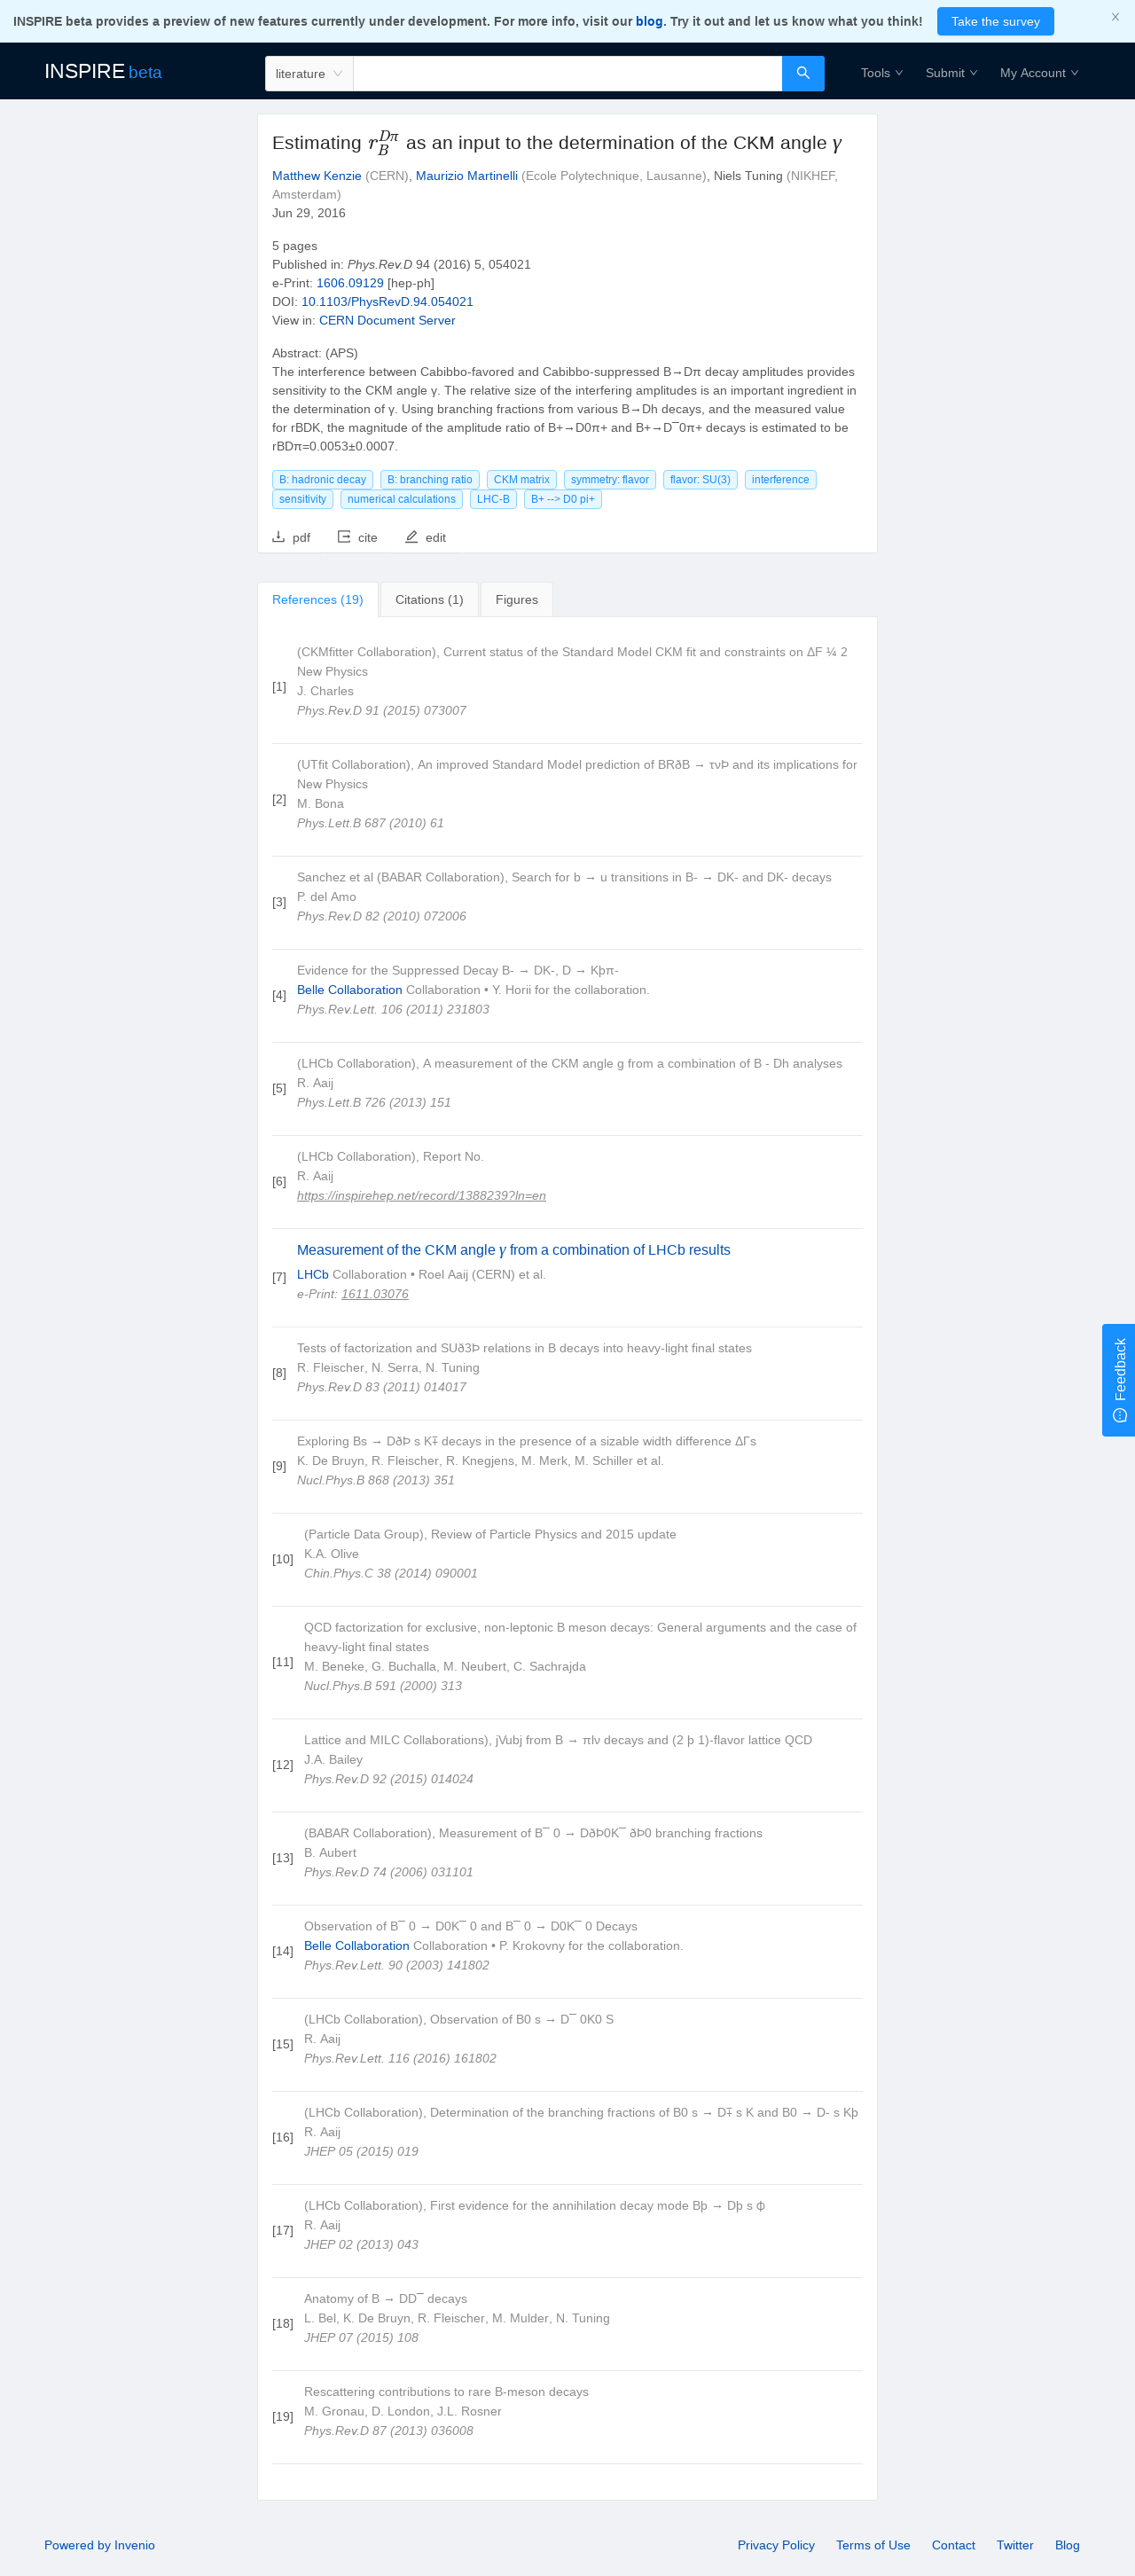 INSPIRE beta provides a preview of new features currently under development. For more info, visit our blog. Try it out and let us know what you think! Take the survey X
INSPIRE beta literature Tools Submit My Account
Estimating r_B^{Dπ} as an input to the determination of the CKM angle γ
Matthew Kenzie (CERN), Maurizio Martinelli (Ecole Polytechnique, Lausanne), Niels Tuning (NIKHEF,
Amsterdam)
Jun 29, 2016
5 pages
Published in: Phys.Rev.D 94 (2016) 5, 054021
e-Print: 1606.09129 [hep-ph]
DOI: 10.1103/PhysRevD.94.054021
View in: CERN Document Server
Abstract: (APS)
The interference between Cabibbo-favored and Cabibbo-suppressed B→Dπ decay amplitudes provides
sensitivity to the CKM angle γ. The relative size of the interfering amplitudes is an important ingredient in
the determination of γ. Using branching fractions from various B→Dh decays, and the measured value
for rBDK, the magnitude of the amplitude ratio of B+→D0π+ and B+→D¯0π+ decays is estimated to be
rBDπ=0.0053±0.0007.
B: hadronic decay B: branching ratio CKM matrix symmetry: flavor flavor: SU(3) interference
sensitivity numerical calculations LHC-B B+ --> D0 pi+
pdf cite edit
References (19) Citations (1) Figures
(CKMfitter Collaboration), Current status of the Standard Model CKM fit and constraints on ΔF ¼ 2
New Physics
[1]
J. Charles
Phys.Rev.D 91 (2015) 073007
(UTfit Collaboration), An improved Standard Model prediction of BRðB → τνÞ and its implications for
New Physics
[2]
M. Bona
Phys.Lett.B 687 (2010) 61
Sanchez et al (BABAR Collaboration), Search for b → u transitions in B- → DK- and DK- decays
[3] P. del Amo
Phys.Rev.D 82 (2010) 072006
Evidence for the Suppressed Decay B- → DK-, D → Kþπ-
[4] Belle Collaboration Collaboration • Y. Horii for the collaboration.
Phys.Rev.Lett. 106 (2011) 231803
(LHCb Collaboration), A measurement of the CKM angle g from a combination of B - Dh analyses
[5] R. Aaij
Phys.Lett.B 726 (2013) 151
(LHCb Collaboration), Report No.
[6] R. Aaij
https://inspirehep.net/record/1388239?ln=en
Measurement of the CKM angle γ from a combination of LHCb results
[7] LHCb Collaboration • Roel Aaij (CERN) et al.
e-Print: 1611.03076
Tests of factorization and SUð3Þ relations in B decays into heavy-light final states
[8] R. Fleischer, N. Serra, N. Tuning
Phys.Rev.D 83 (2011) 014017
Feedback
Exploring Bs → DðÞ s K∓ decays in the presence of a sizable width difference ΔΓs
[9] K. De Bruyn, R. Fleischer, R. Knegjens, M. Merk, M. Schiller et al.
Nucl.Phys.B 868 (2013) 351
(Particle Data Group), Review of Particle Physics and 2015 update
[10] K.A. Olive
Chin.Phys.C 38 (2014) 090001
QCD factorization for exclusive, non-leptonic B meson decays: General arguments and the case of
heavy-light final states
[11]
M. Beneke, G. Buchalla, M. Neubert, C. Sachrajda
Nucl.Phys.B 591 (2000) 313
Lattice and MILC Collaborations), jVubj from B → πlν decays and (2 þ 1)-flavor lattice QCD
[12] J.A. Bailey
Phys.Rev.D 92 (2015) 014024
(BABAR Collaboration), Measurement of B¯ 0 → DðÞ0K¯ ðÞ0 branching fractions
[13] B. Aubert
Phys.Rev.D 74 (2006) 031101
Observation of B¯ 0 → D0K¯ 0 and B¯ 0 → D0K¯ 0 Decays
[14] Belle Collaboration Collaboration • P. Krokovny for the collaboration.
Phys.Rev.Lett. 90 (2003) 141802
(LHCb Collaboration), Observation of B0 s → D¯ 0K0 S
[15] R. Aaij
Phys.Rev.Lett. 116 (2016) 161802
(LHCb Collaboration), Determination of the branching fractions of B0 s → D∓ s K and B0 → D- s Kþ
[16] R. Aaij
JHEP 05 (2015) 019
(LHCb Collaboration), First evidence for the annihilation decay mode Bþ → Dþ s ϕ
[17] R. Aaij
JHEP 02 (2013) 043
Anatomy of B → DD¯ decays
[18] L. Bel, K. De Bruyn, R. Fleischer, M. Mulder, N. Tuning
JHEP 07 (2015) 108
Rescattering contributions to rare B-meson decays
[19] M. Gronau, D. London, J.L. Rosner
Phys.Rev.D 87 (2013) 036008
Powered by Invenio Privacy Policy Terms of Use Contact Twitter Blog